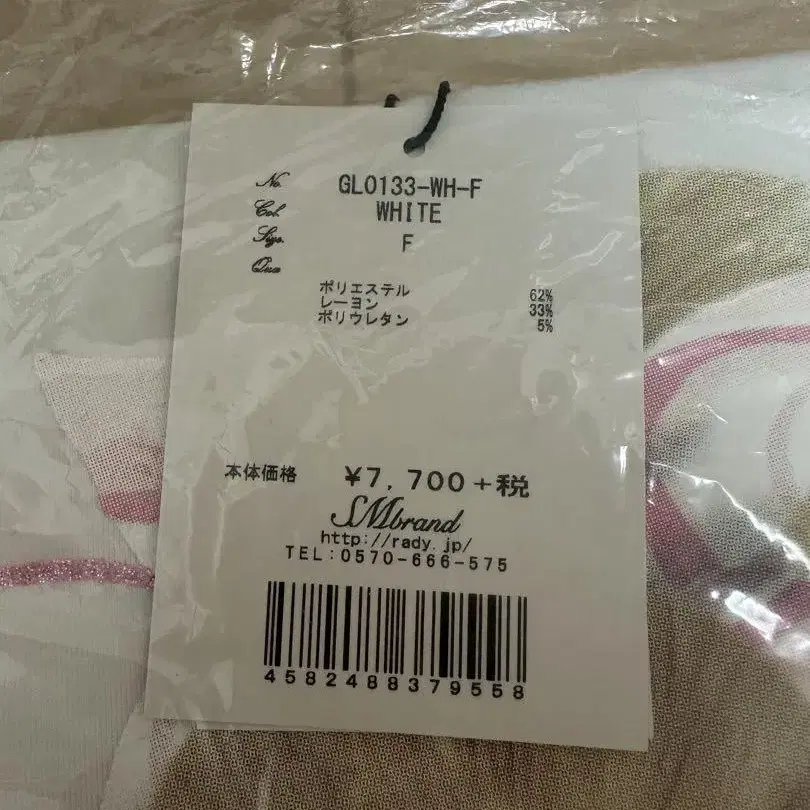 No. GL0133-WH-F
Col. WHITE
Size. F
Qua
ポリエステル 62%
レーヨン 33%
ポリウレタン 5%
本体価格 ¥7,700+税
SMbrand
http://rady.jp/
TEL:0570-666-575
4582488379558